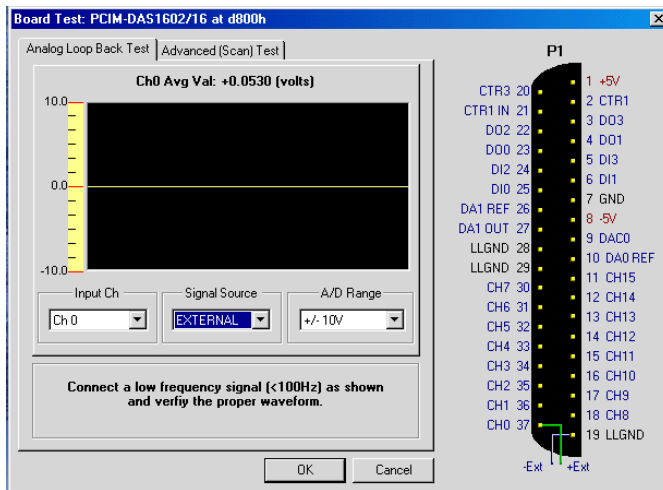 Board Test: PCIM-DAS1602/16 at d800h
Analog Loop Back Test
Advanced (Scan) Test
Ch0 Avg Val: +0.0530 (volts)
10.0
0.0
-10.0
Input Ch
Signal Source
A/D Range
Ch 0
EXTERNAL
+/- 10V
Connect a low frequency signal (<100Hz) as shown
and verfiy the proper waveform.
OK
Cancel
P1
CTR3 20
CTR1 IN 21
DO2 22
DO0 23
DI2 24
DI0 25
DA1 REF 26
DA1 OUT 27
LLGND 28
LLGND 29
CH7 30
CH6 31
CH5 32
CH4 33
CH3 34
CH2 35
CH1 36
CH0 37
1 +5V
2 CTR1
3 DO3
4 DO1
5 DI3
6 DI1
7 GND
8 -5V
9 DAC0
10 DA0 REF
11 CH15
12 CH14
13 CH13
14 CH12
15 CH11
16 CH10
17 CH9
18 CH8
19 LLGND
-Ext
+Ext